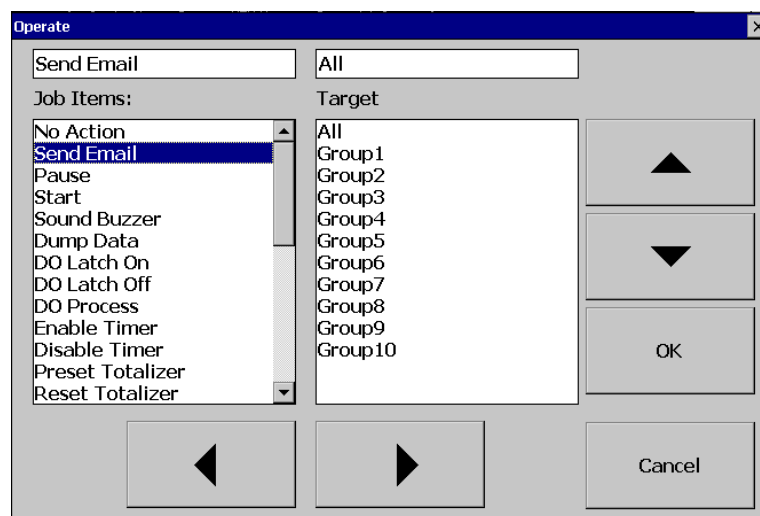 Operate
Send Email
All
Job Items:
Target
No Action
Send Email
Pause
Start
Sound Buzzer
Dump Data
DO Latch On
DO Latch Off
DO Process
Enable Timer
Disable Timer
Preset Totalizer
Reset Totalizer
All
Group1
Group2
Group3
Group4
Group5
Group6
Group7
Group8
Group9
Group10
OK
Cancel